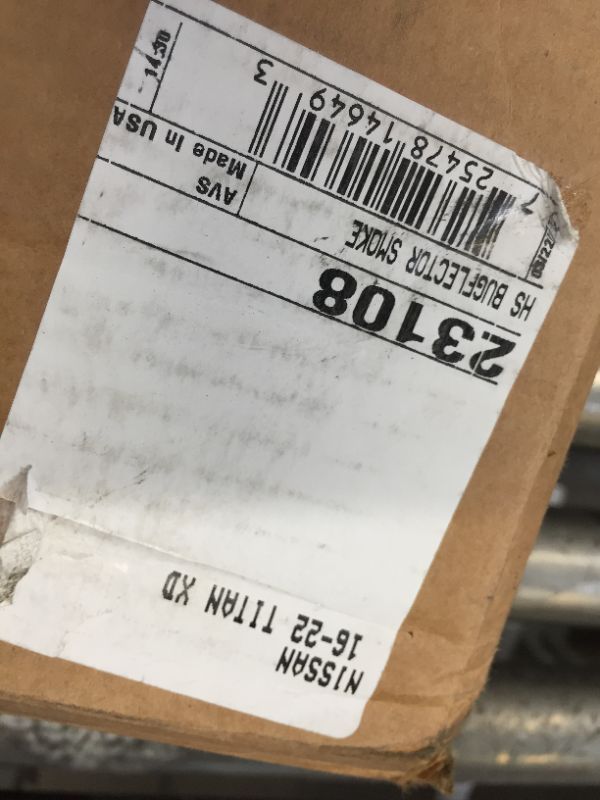 7 25478 14649 3
14:30
HS BUGFLECTOR SMOKE
AVS
Made In USA
23108
NISSAN
16-22 TITAN XD